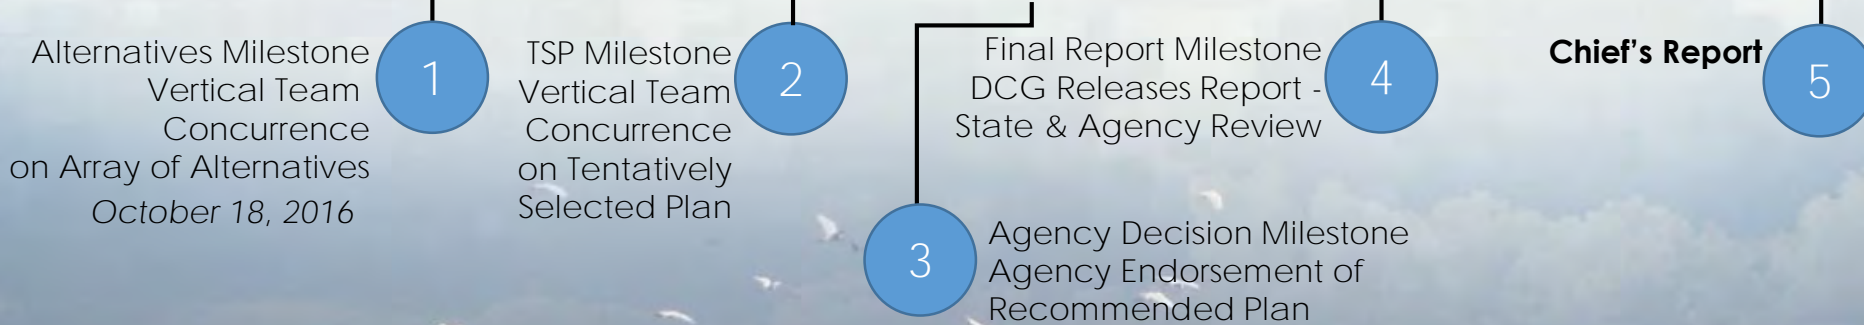 Alternatives Milestone
Vertical Team
Concurrence
on Array of Alternatives
October 18, 2016
1
TSP Milestone
Vertical Team
Concurrence
on Tentatively
Selected Plan
2
3
Agency Decision Milestone
Agency Endorsement of
Recommended Plan
Final Report Milestone
DCG Releases Report -
State & Agency Review
4
Chief’s Report
5